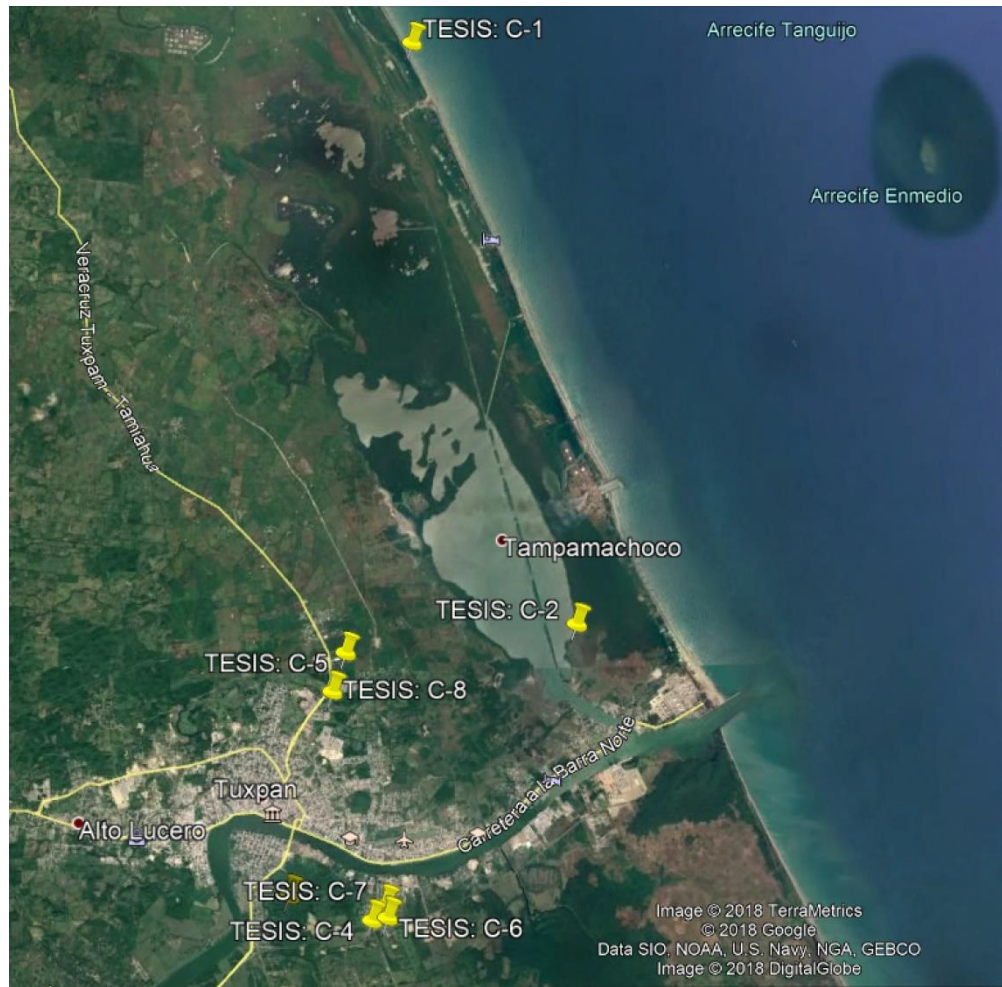 TESIS: C-1
Arrecife Tanguijo
Arrecife Enmedio
Veracruz-Tuxpam - Tamiahua
Tampamachoco
TESIS: C-2
TESIS: C-5
TESIS: C-8
Tuxpan
Carretera a la Barra Norte
Alto Lucero
TESIS: C-7
TESIS: C-4
TESIS: C-6
Image © 2018 TerraMetrics
© 2018 Google
Data SIO, NOAA, U.S. Navy, NGA, GEBCO
Image © 2018 DigitalGlobe